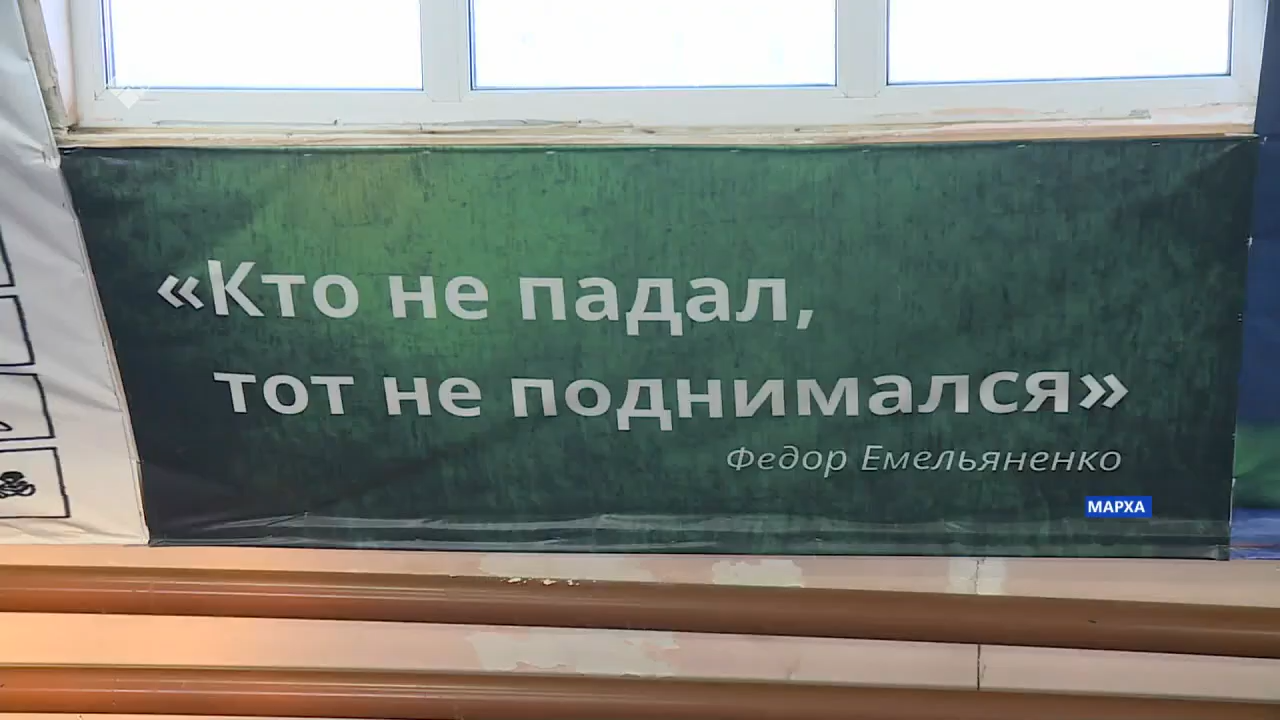 «Кто не падал,
тот не поднимался»
Федор Емельяненко
МАРХА